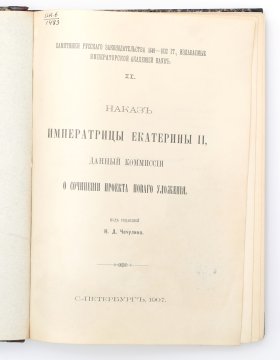 ПАМЯТНИКИ РУССКАГО ЗАКОНОДАТЕЛЬСТВА 1649—1832 ГГ., ИЗДАВАЕМЫЕ
ИМПЕРАТОРСКОЙ АКАДЕМІЕЙ НАУКЪ.
II.
НАКАЗЪ
ИМПЕРАТРИЦЫ ЕКАТЕРИНЫ II,
ДАННЫЙ КОММИССІИ
О СОЧИНЕНІИ ПРОЕКТА НОВАГО УЛОЖЕНІЯ.
Подъ редакціей
Н. Д. Чечулина.
С.-ПЕТЕРБУРГЪ, 1907.